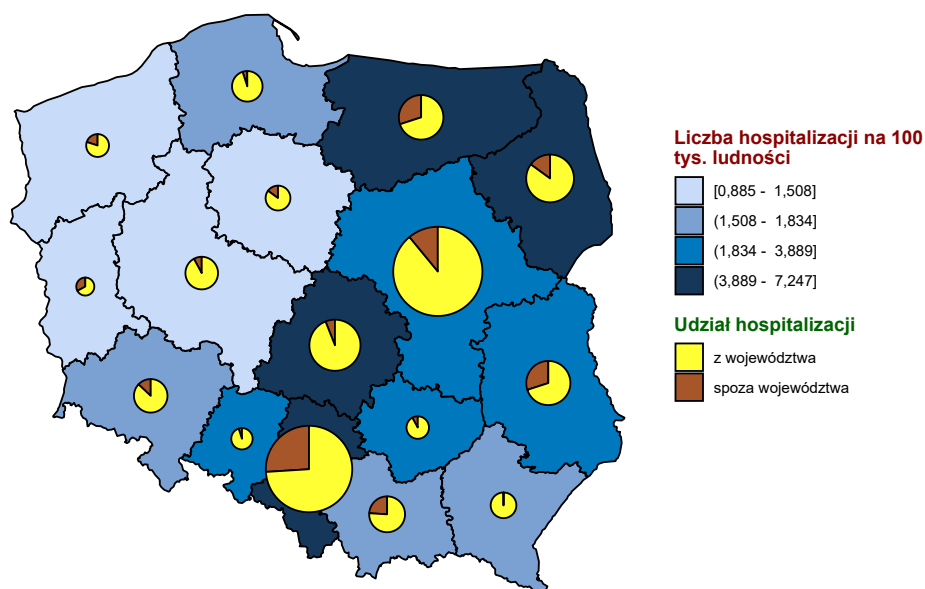 Liczba hospitalizacji na 100
tys. ludności
[0,885 - 1,508]
(1,508 - 1,834]
(1,834 - 3,889]
(3,889 - 7,247]
Udział hospitalizacji
z województwa
spoza województwa